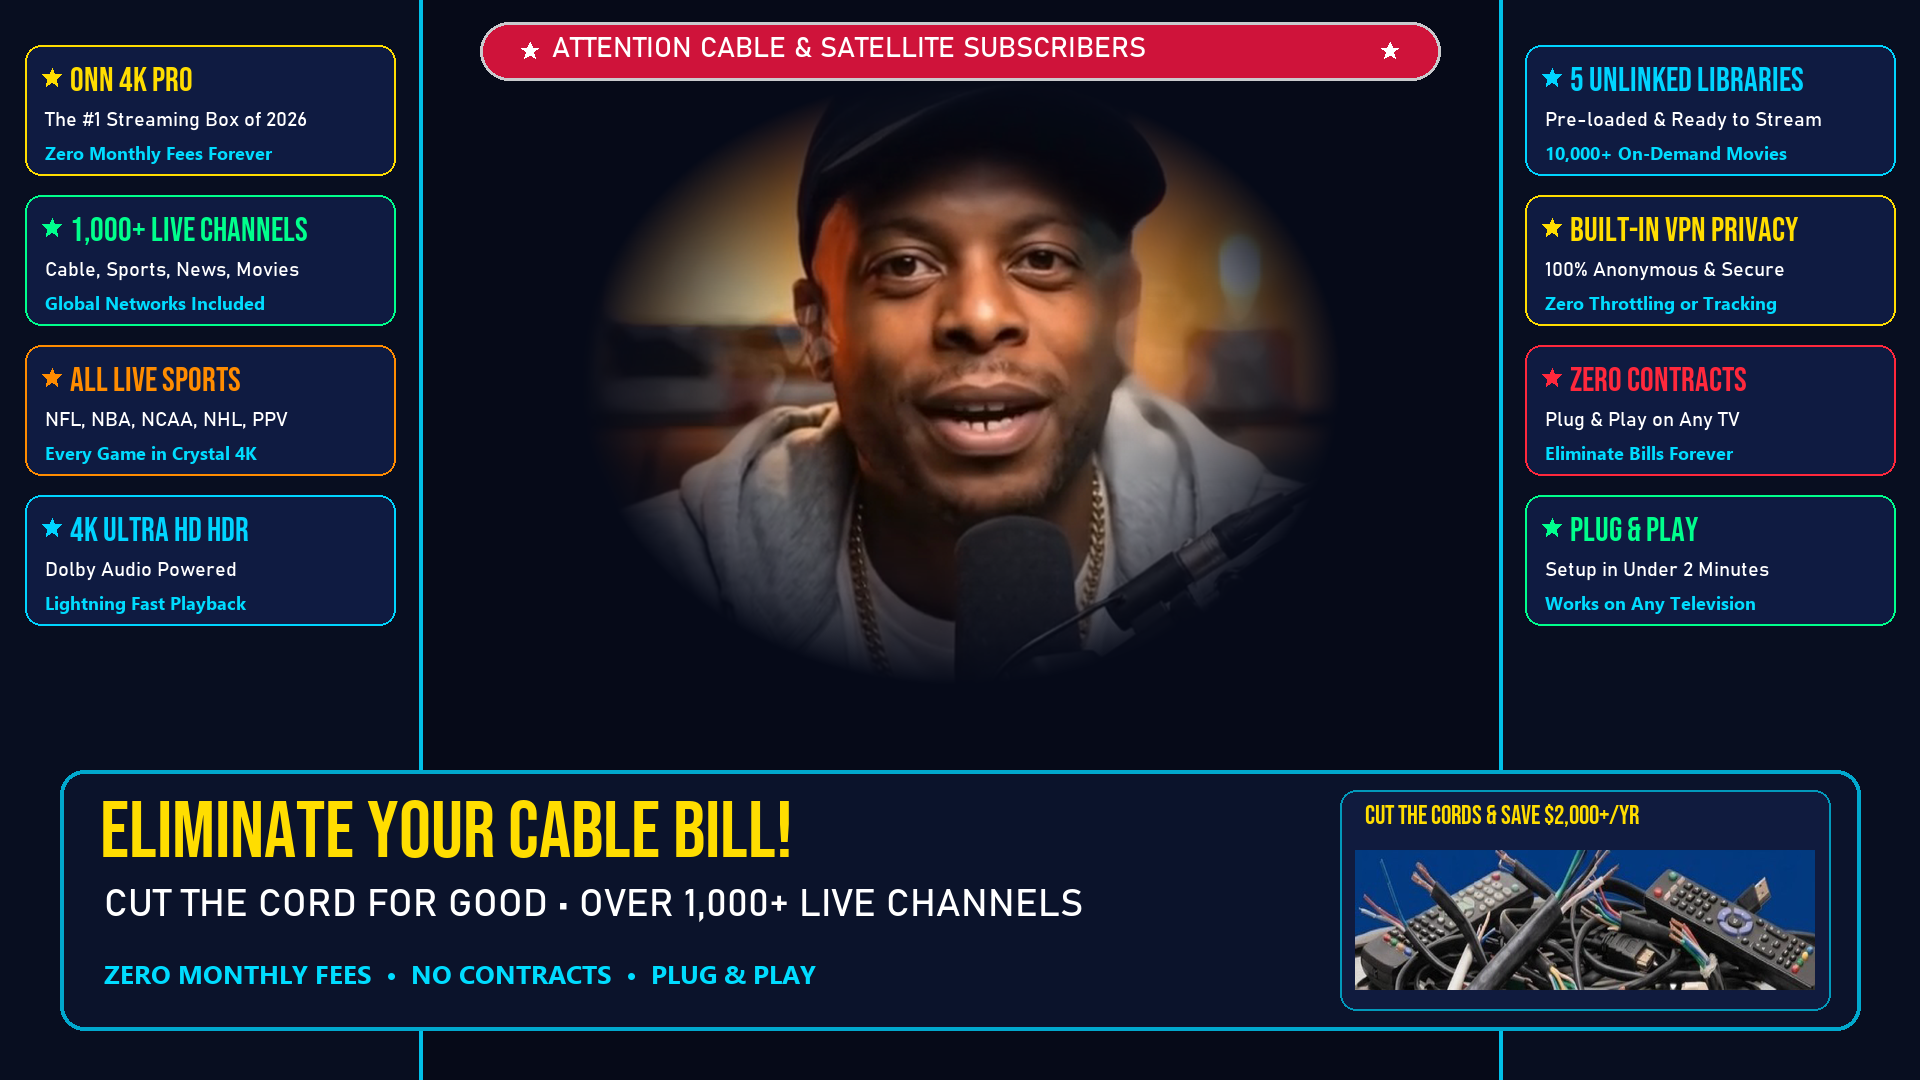 ATTENTION CABLE & SATELLITE SUBSCRIBERS
ONN 4K PRO
The #1 Streaming Box of 2026
Zero Monthly Fees Forever
1,000+ LIVE CHANNELS
Cable, Sports, News, Movies
Global Networks Included
ALL LIVE SPORTS
NFL, NBA, NCAA, NHL, PPV
Every Game in Crystal 4K
4K ULTRA HD HDR
Dolby Audio Powered
Lightning Fast Playback
5 UNLINKED LIBRARIES
Pre-loaded & Ready to Stream
10,000+ On-Demand Movies
BUILT-IN VPN PRIVACY
100% Anonymous & Secure
Zero Throttling or Tracking
ZERO CONTRACTS
Plug & Play on Any TV
Eliminate Bills Forever
PLUG & PLAY
Setup in Under 2 Minutes
Works on Any Television
ELIMINATE YOUR CABLE BILL!
CUT THE CORD FOR GOOD • OVER 1,000+ LIVE CHANNELS
ZERO MONTHLY FEES • NO CONTRACTS • PLUG & PLAY
CUT THE CORDS & SAVE $2,000+/YR